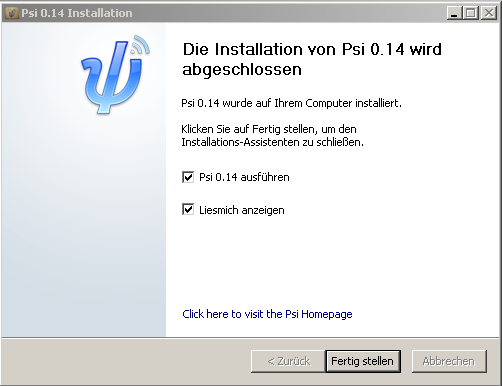 Psi 0.14 Installation
Die Installation von Psi 0.14 wird
abgeschlossen
Psi 0.14 wurde auf Ihrem Computer installiert.
Klicken Sie auf Fertig stellen, um den
Installations-Assistenten zu schließen.
Psi 0.14 ausführen
Liesmich anzeigen
Click here to visit the Psi Homepage
< Zurück
Fertig stellen
Abbrechen